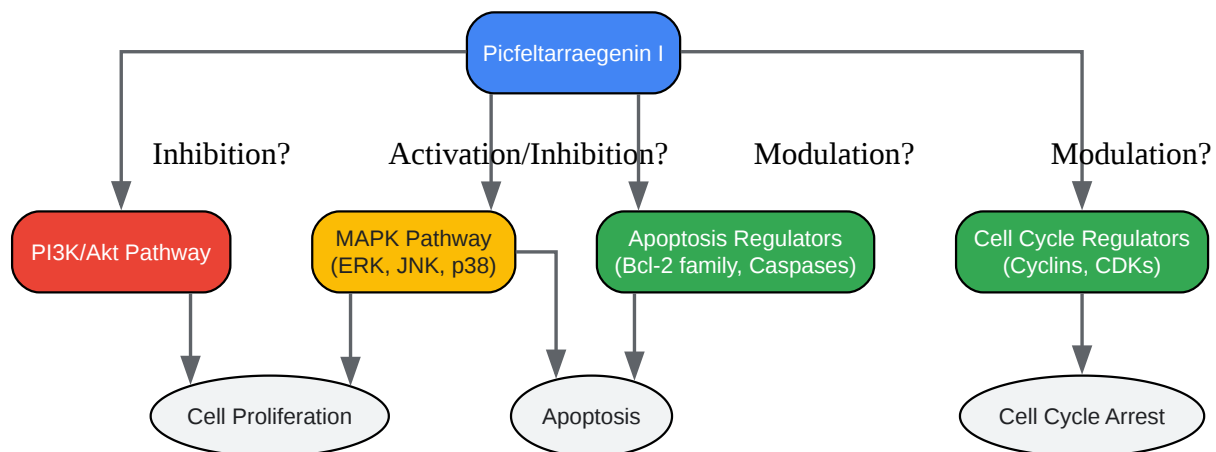 Picfeltarraegenin I
Inhibition?
Activation/Inhibition?
Modulation?
Modulation?
PI3K/Akt Pathway
MAPK Pathway
(ERK, JNK, p38)
Apoptosis Regulators
(Bcl-2 family, Caspases)
Cell Cycle Regulators
(Cyclins, CDKs)
Cell Proliferation
Apoptosis
Cell Cycle Arrest